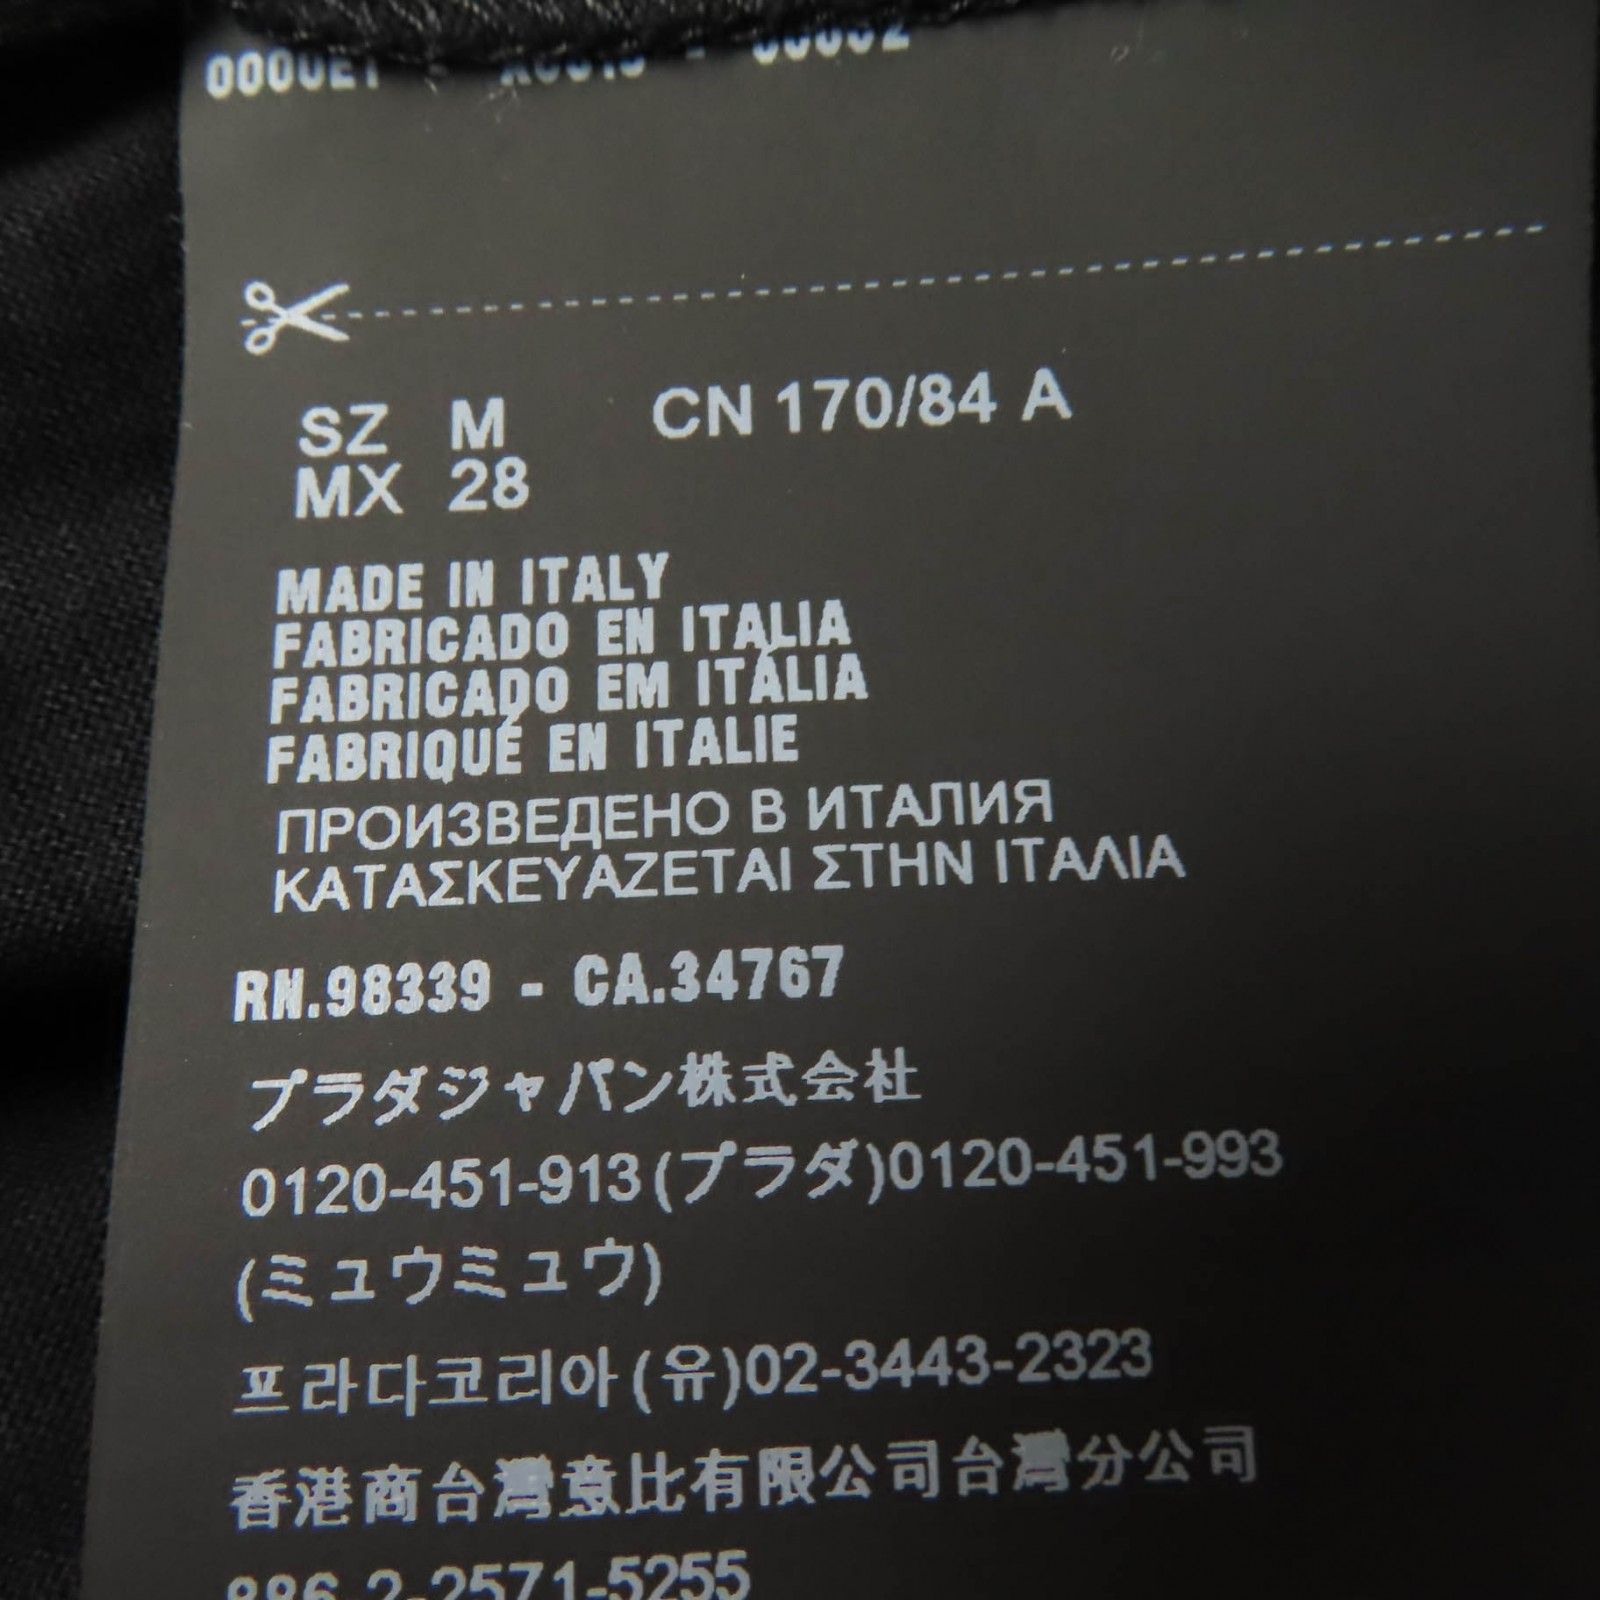 SZ M CN 170/84 A
MX 28
MADE IN ITALY
FABRICADO EN ITALIA
FABRICADO EM ITÁLIA
FABRIQUÉ EN ITALIE
ПРОИЗВЕДЕНО В ИТАЛИЯ
ΚΑΤΑΣΚΕΥΑΖΕΤΑΙ ΣΤΗΝ ΙΤΑΛΙΑ
RN.98339 - CA.34767
プラダジャパン株式会社
0120-451-913(プラダ)0120-451-993
(ミュウミュウ)
프라다코리아(유)02-3443-2323
香港商台灣意比有限公司台灣分公司
886 2-2571-5255